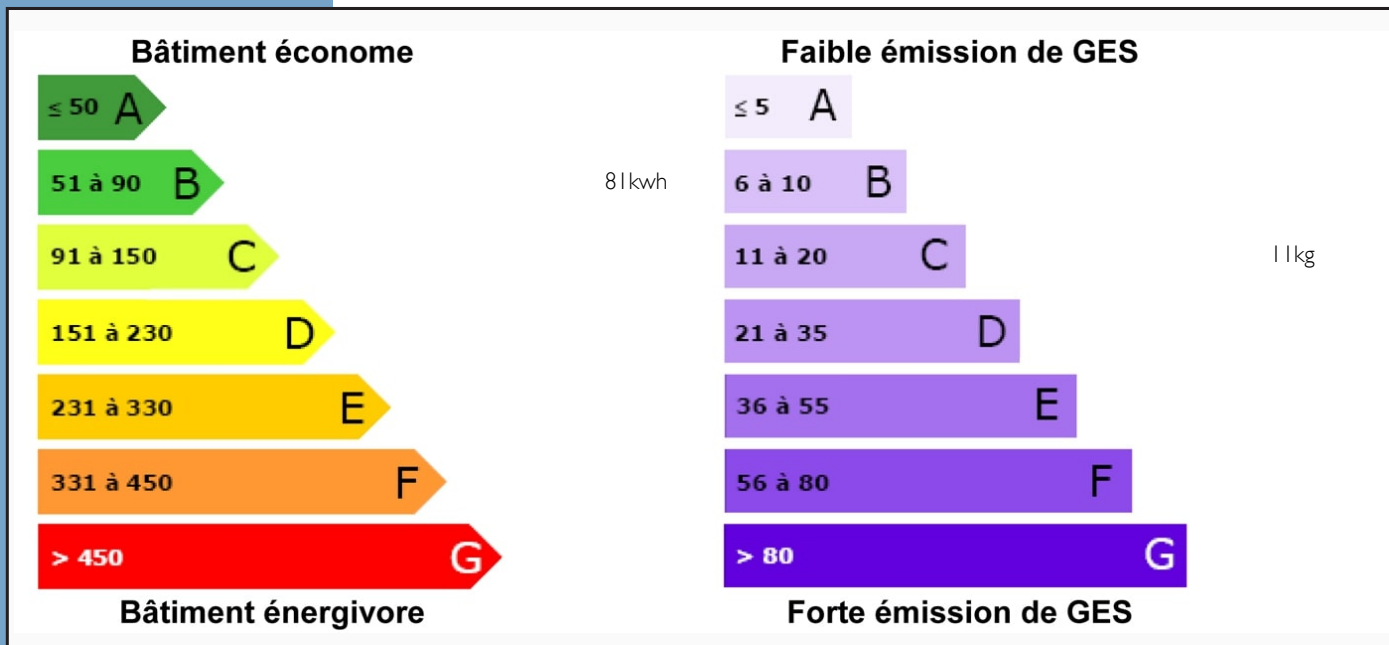 Bâtiment économe
≤ 50 A
51 à 90 B
81kwh
91 à 150 C
151 à 230 D
231 à 330 E
331 à 450 F
> 450 G
Bâtiment énergivore
Faible émission de GES
≤ 5 A
6 à 10 B
11 à 20 C
11kg
21 à 35 D
36 à 55 E
56 à 80 F
> 80 G
Forte émission de GES